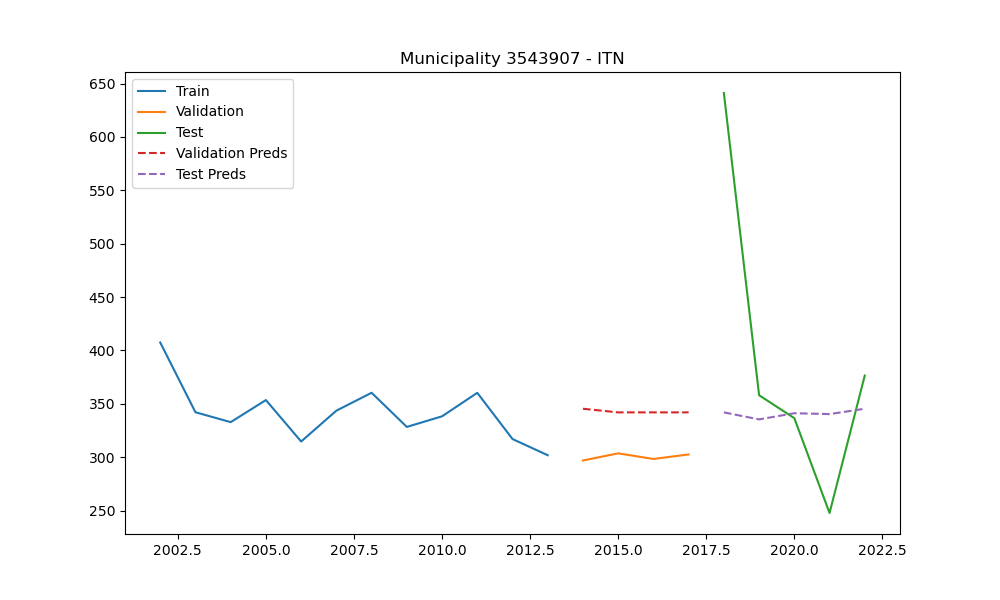 Municipality 3543907 - ITN
Train
Validation
Test
Validation Preds
Test Preds
650
600
550
500
450
400
350
300
250
2002.5 2005.0 2007.5 2010.0 2012.5 2015.0 2017.5 2020.0 2022.5